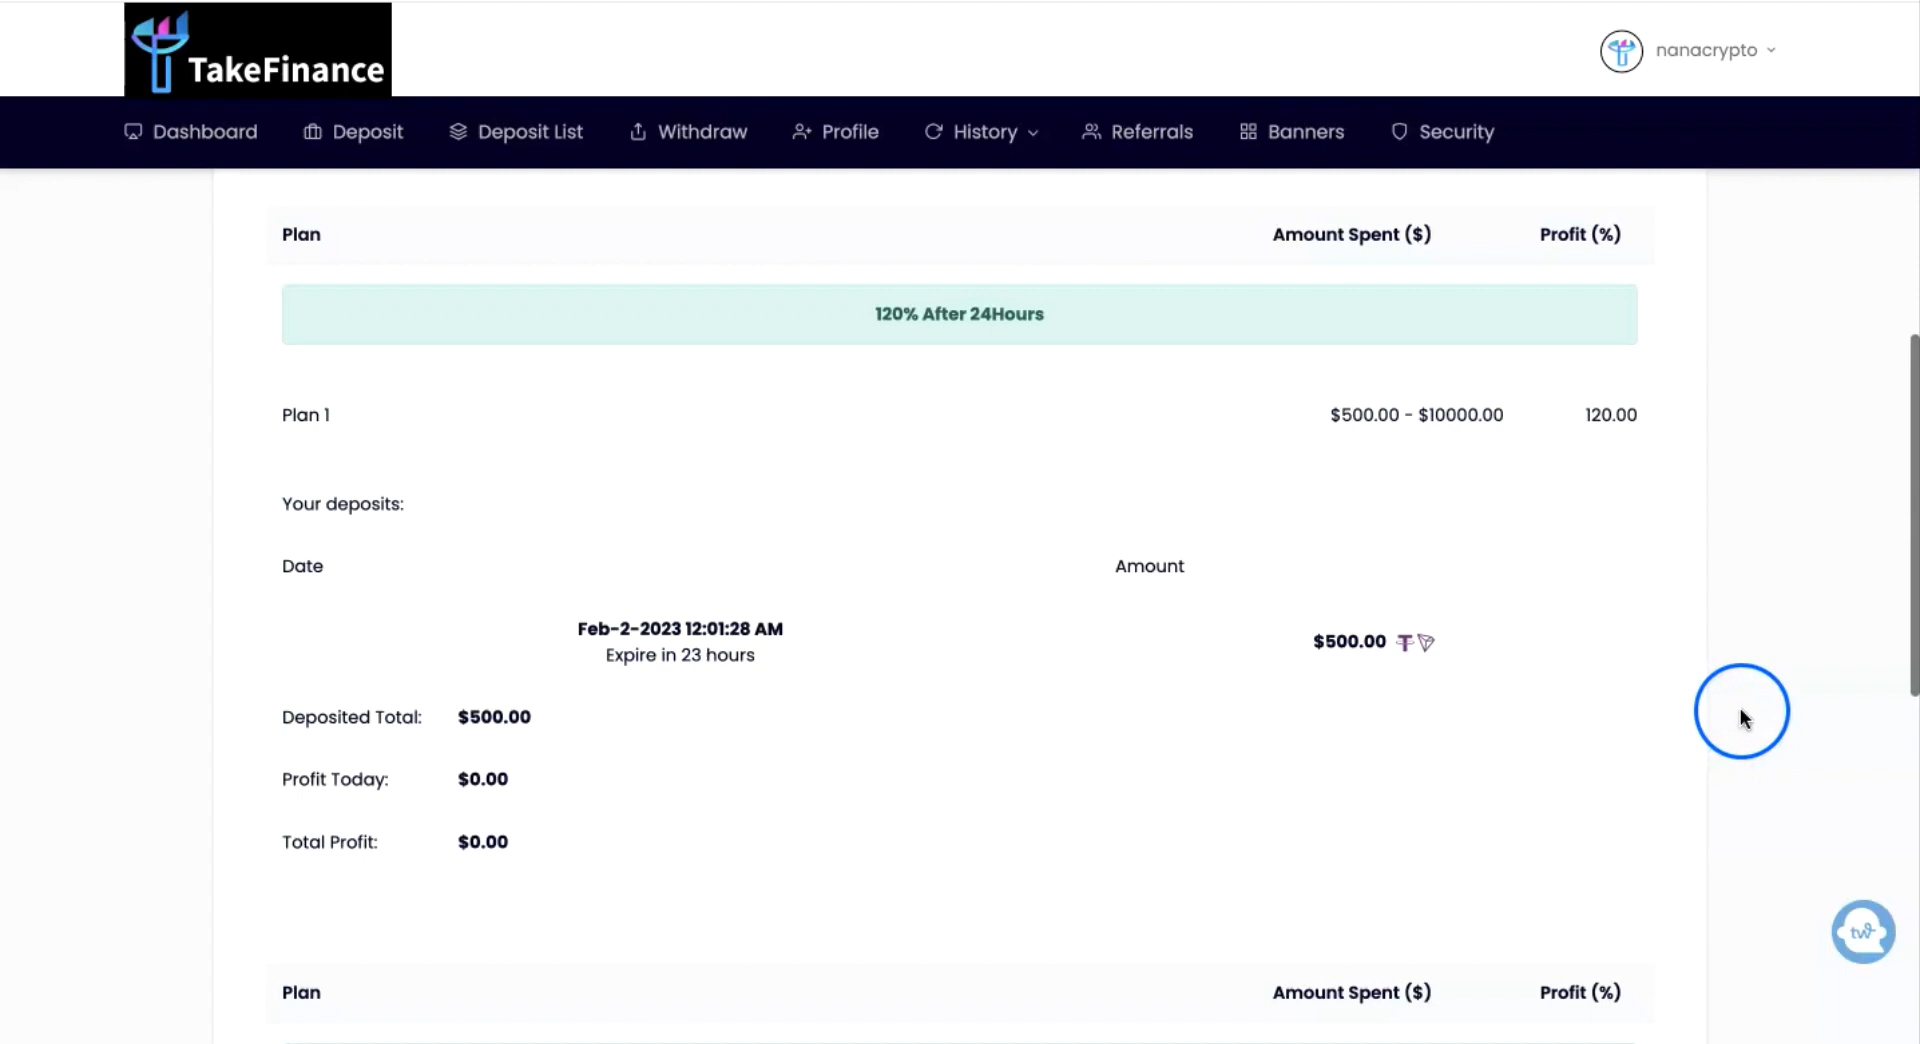 TakeFinance
nanacrypto
Dashboard Deposit Deposit List Withdraw Profile History Referrals Banners Security
Plan Amount Spent ($) Profit (%)
120% After 24Hours
Plan 1 $500.00 - $10000.00 120.00
Your deposits:
Date Amount
Feb-2-2023 12:01:28 AM
Expire in 23 hours
$500.00
Deposited Total: $500.00
Profit Today: $0.00
Total Profit: $0.00
tw
Plan Amount Spent ($) Profit (%)